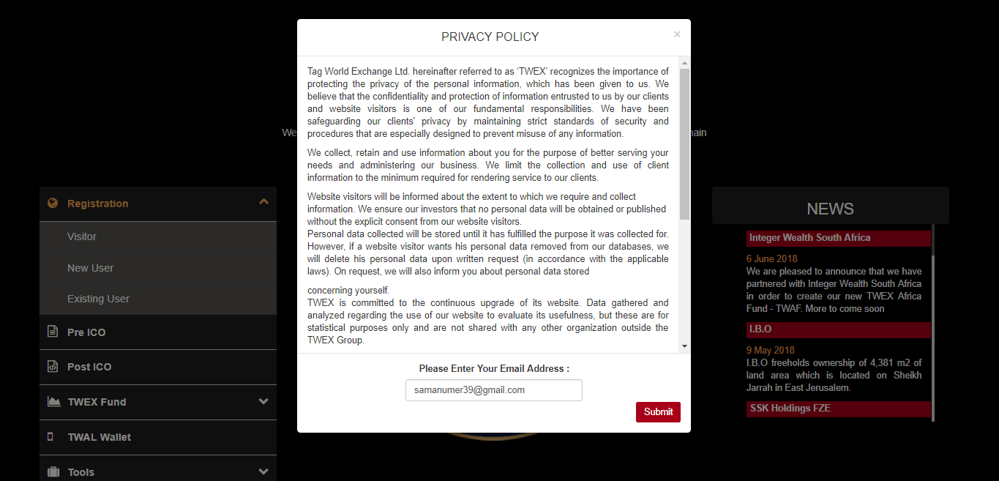 PRIVACY POLICY
×
Tag World Exchange Ltd. hereinafter referred to as ‘TWEX’ recognizes the importance of
protecting the privacy of the personal information, which has been given to us. We
believe that the confidentiality and protection of information entrusted to us by our clients
and website visitors is one of our fundamental responsibilities. We have been
safeguarding our clients’ privacy by maintaining strict standards of security and
procedures that are especially designed to prevent misuse of any information.
We collect, retain and use information about you for the purpose of better serving your
needs and administering our business. We limit the collection and use of client
information to the minimum required for rendering service to our clients.
Website visitors will be informed about the extent to which we require and collect
information. We ensure our investors that no personal data will be obtained or published
without the explicit consent from our website visitors.
Personal data collected will be stored until it has fulfilled the purpose it was collected for.
However, if a website visitor wants his personal data removed from our databases, we
will delete his personal data upon written request (in accordance with the applicable
laws). On request, we will also inform you about personal data stored
concerning yourself.
TWEX is committed to the continuous upgrade of its website. Data gathered and
analyzed regarding the use of our website to evaluate its usefulness, but these are for
statistical purposes only and are not shared with any other organization outside the
TWEX Group.
Please Enter Your Email Address :
samanumer39@gmail.com
Submit
We
Registration
Visitor
New User
Existing User
Pre ICO
Post ICO
TWEX Fund
TWAL Wallet
Tools
NEWS
Integer Wealth South Africa
6 June 2018
We are pleased to announce that we have
partnered with Integer Wealth South Africa
in order to create our new TWEX Africa
Fund - TWAF. More to come soon
I.B.O
9 May 2018
I.B.O freeholds ownership of 4,381 m2 of
land area which is located on Sheikh
Jarrah in East Jerusalem.
SSK Holdings FZE